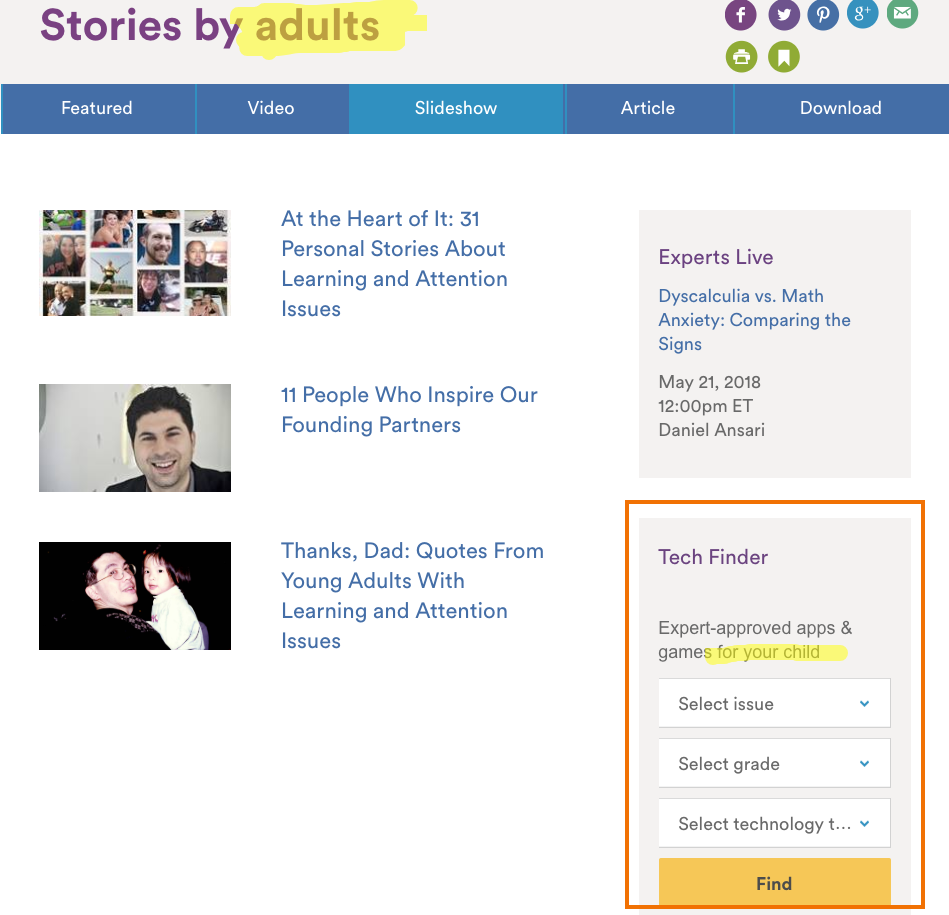 Stories by adults
Featured
Video
Slideshow
Article
Download
At the Heart of It: 31
Personal Stories About
Learning and Attention
Issues
11 People Who Inspire Our
Founding Partners
Thanks, Dad: Quotes From
Young Adults With
Learning and Attention
Issues
Experts Live
Dyscalculia vs. Math
Anxiety: Comparing the
Signs
May 21, 2018
12:00pm ET
Daniel Ansari
Tech Finder
Expert-approved apps &
games for your child
Select issue
Select grade
Select technology t...
Find